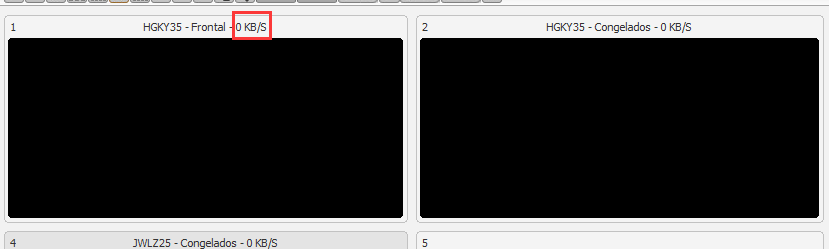 1 HGKY35 - Frontal - 0 KB/S
2 HGKY35 - Congelados - 0 KB/S
4 JWLZ25 - Congelados - 0 KB/S
5